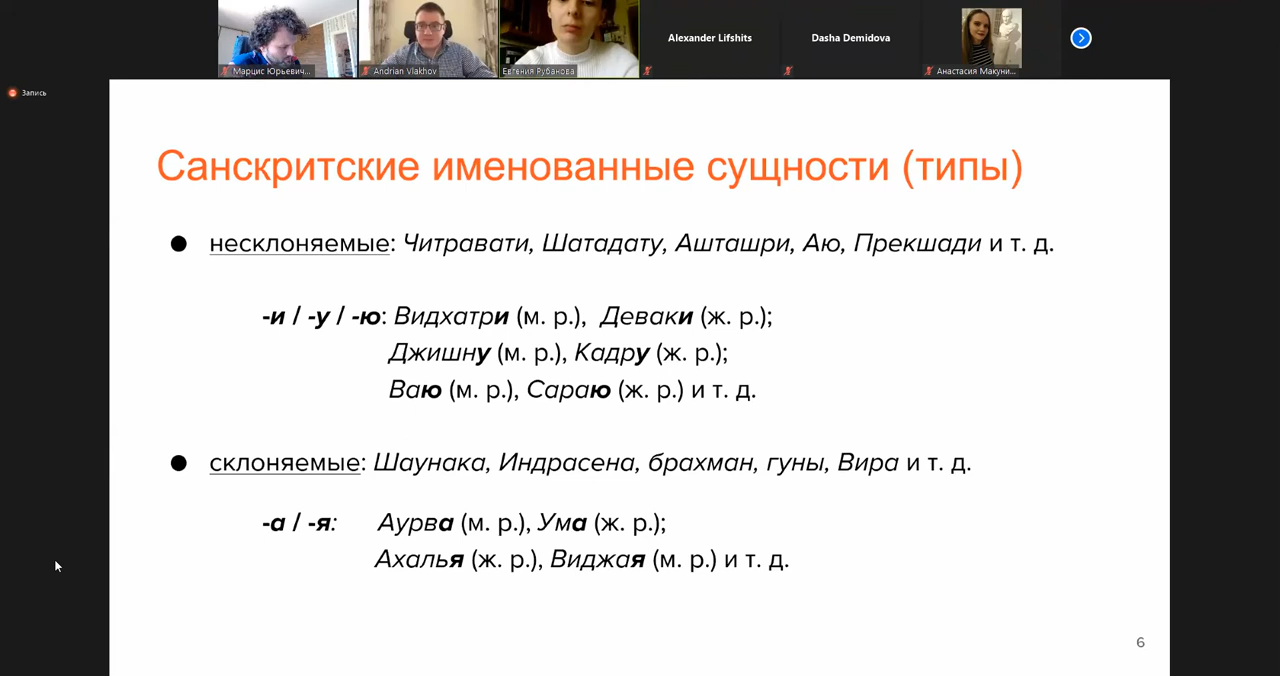 Марцис Юрьевич...
Andrian Vlakhov
Евгения Рубанова
Alexander Lifshits
Dasha Demidova
Анастасия Макуни...
Запись
Санскритские именованные сущности (типы)
● несклоняемые: Читравати, Шатадату, Ашташри, Аю, Прекшади и т. д.
-и / -у / -ю: Видхатри (м. р.), Деваки (ж. р.);
Джишну (м. р.), Кадру (ж. р.);
Ваю (м. р.), Сараю (ж. р.) и т. д.
● склоняемые: Шаунака, Индрасена, брахман, гуны, Вира и т. д.
-а / -я: Аурва (м. р.), Ума (ж. р.);
Ахалья (ж. р.), Виджая (м. р.) и т. д.
6